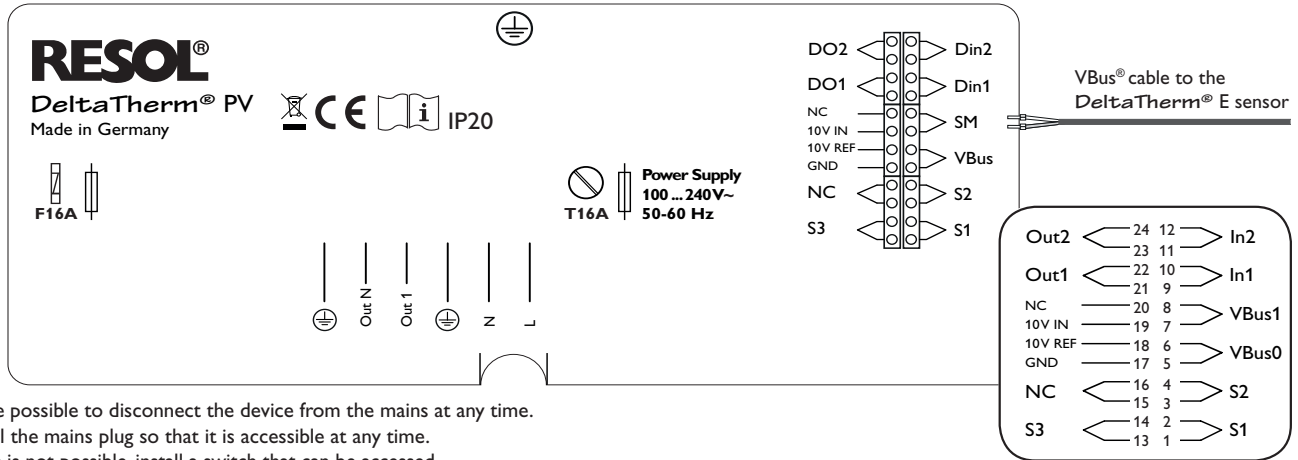 RESOL®
DeltaTherm® PV
Made in Germany
CE i IP20
F16A
T16A
Power Supply
100 ... 240 V~
50-60 Hz
Out N
Out 1
N
L
DO2 Din2
DO1 Din1
NC
SM
10V IN
10V REF
VBus
GND
NC S2
S3 S1
VBus® cable to the
DeltaTherm® E sensor
Out2 24 12 In2
23 11
Out1 22 10 In1
21 9
NC 20 8 VBus1
10V IN 19 7
10V REF 18 6 VBus0
GND 17 5
NC 16 4 S2
15 3
S3 14 2 S1
13 1
possible to disconnect the device from the mains at any time.
the mains plug so that it is accessible at any time.
is not possible, install a switch that can be accessed